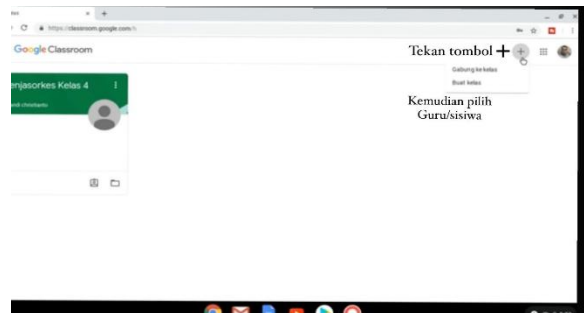 https://classroom.google.com/h
Google Classroom
Tekan tombol +
Gabung ke kelas
Buat kelas
enjasorkes Kelas 4
Kemudian pilih
Guru/sisiwa